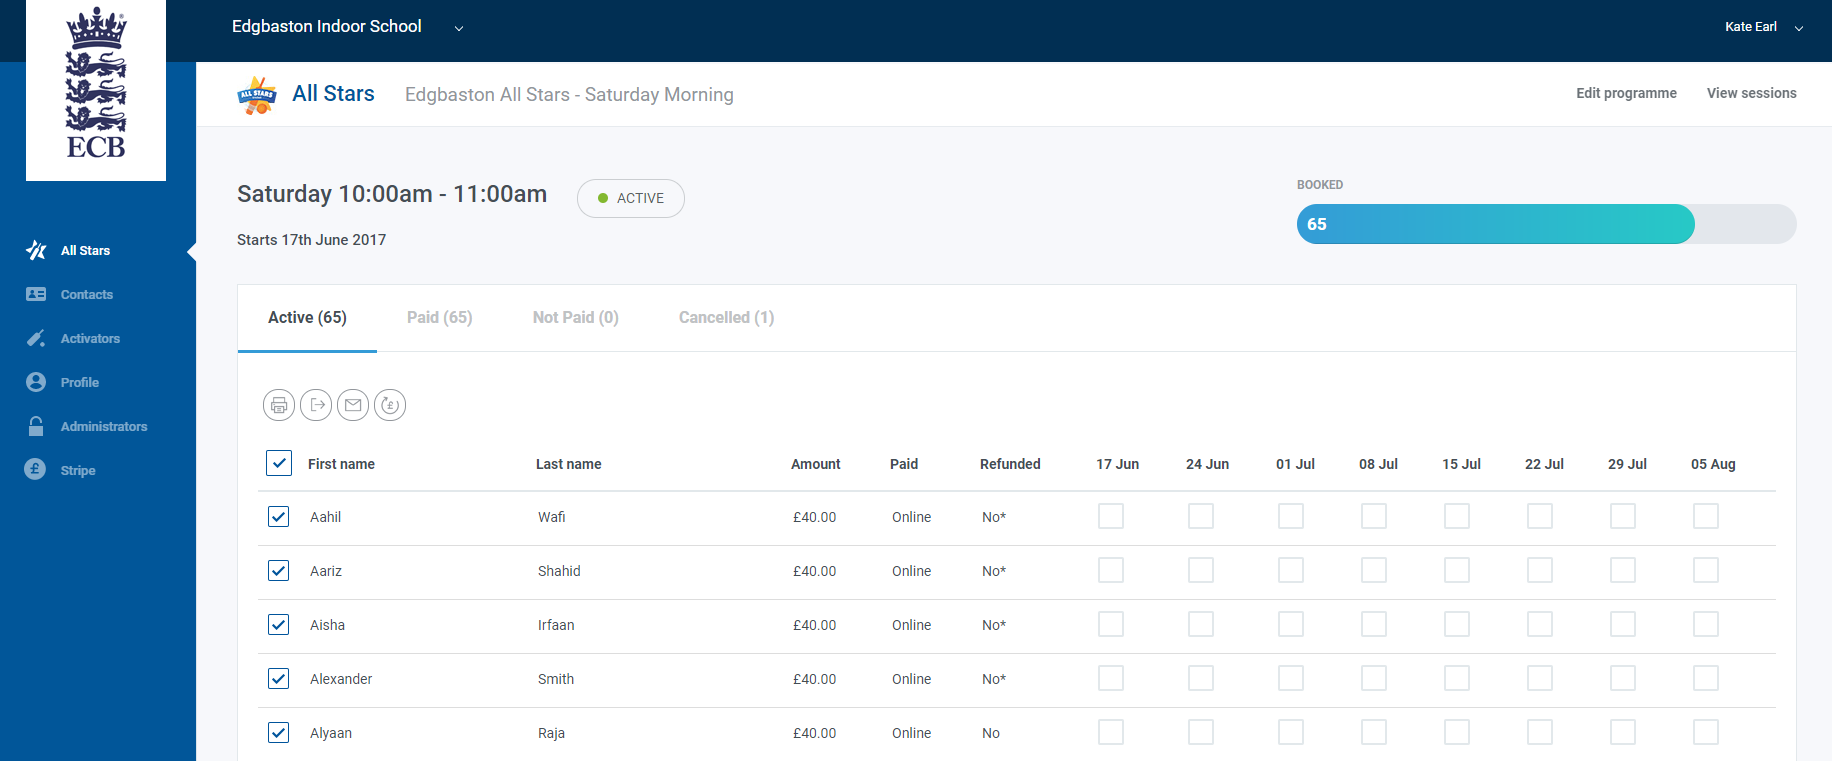 Edgbaston Indoor School
Kate Earl
ECB
ALL STARS
All Stars
Edgbaston All Stars - Saturday Morning
Edit programme
View sessions
Saturday 10:00am - 11:00am
ACTIVE
Starts 17th June 2017
BOOKED
65
All Stars
Contacts
Activators
Profile
Administrators
£ Stripe
Active (65) Paid (65) Not Paid (0) Cancelled (1)
£
First name Last name Amount Paid Refunded 17 Jun 24 Jun 01 Jul 08 Jul 15 Jul 22 Jul 29 Jul 05 Aug
Aahil Wafi £40.00 Online No*
Aariz Shahid £40.00 Online No*
Aisha Irfaan £40.00 Online No*
Alexander Smith £40.00 Online No*
Alyaan Raja £40.00 Online No